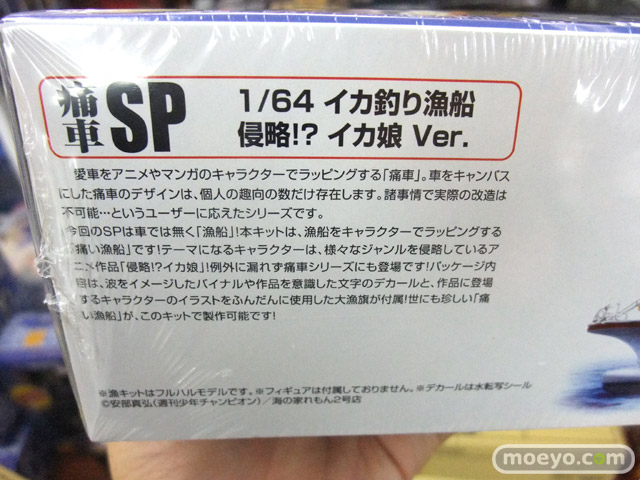 痛車SP
1/64 イカ釣り漁船
侵略!? イカ娘 Ver.
愛車をアニメやマンガのキャラクターでラッピングする「痛車」。車をキャンバス
にした痛車のデザインは、個人の趣向の数だけ存在します。諸事情で実際の改造は
不可能…というユーザーに応えたシリーズです。
今回のSPは車では無く「漁船」!本キットは、漁船をキャラクターでラッピングする
「痛い漁船」です!テーマになるキャラクターは、様々なジャンルを侵略しているア
ニメ作品「侵略!?イカ娘」!例外に漏れず痛車シリーズにも登場です!パッケージ内
容は、波をイメージしたバイナルや作品を意識した文字のデカールと、作品に登場
するキャラクターのイラストをふんだんに使用した大漁旗が付属!世にも珍しい「痛
い漁船」が、このキットで製作可能です!
※漁キットはフルハルモデルです。※フィギュアは付属しておりません。※デカールは水転写シール
©安部真弘(週刊少年チャンピオン)/海の家れもん2号店
moeyo.com